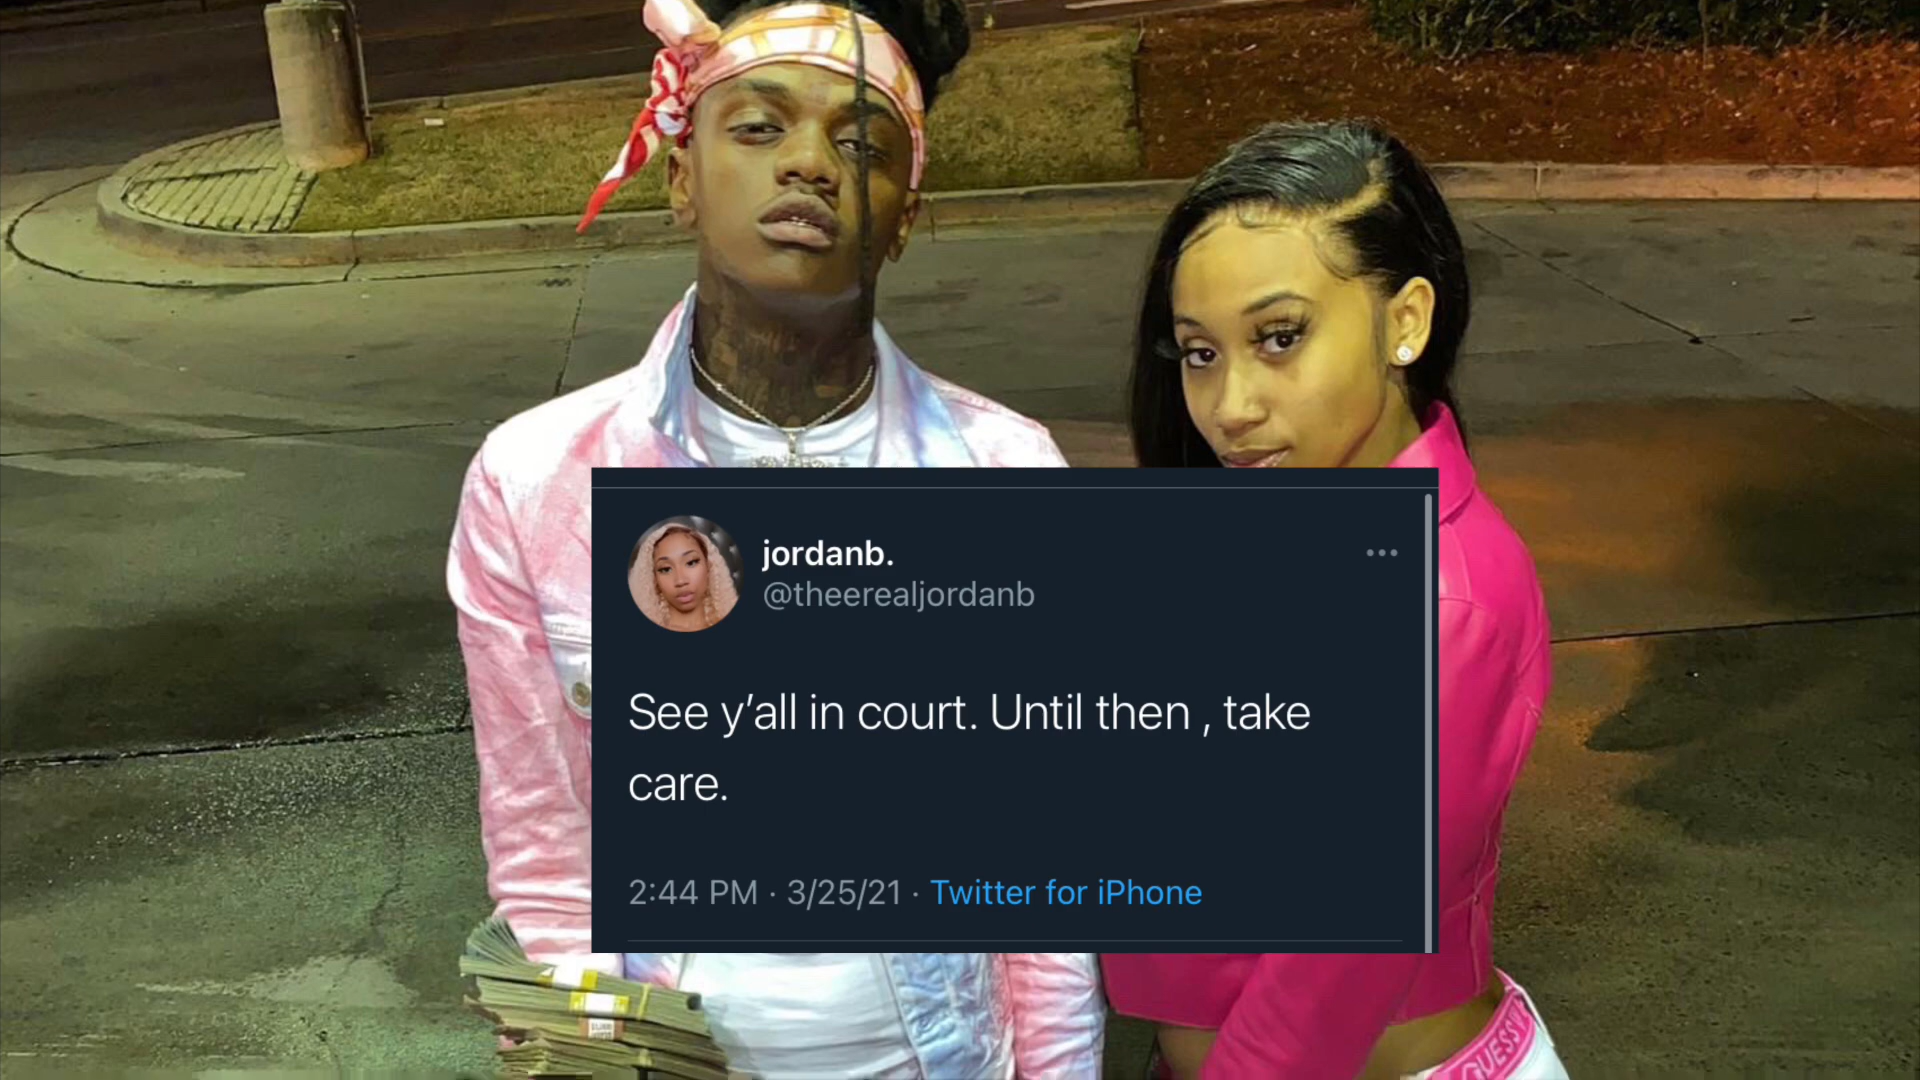 jordanb.
@theerealjordanb
See y’all in court. Until then , take
care.
2:44 PM · 3/25/21 · Twitter for iPhone
GUESS